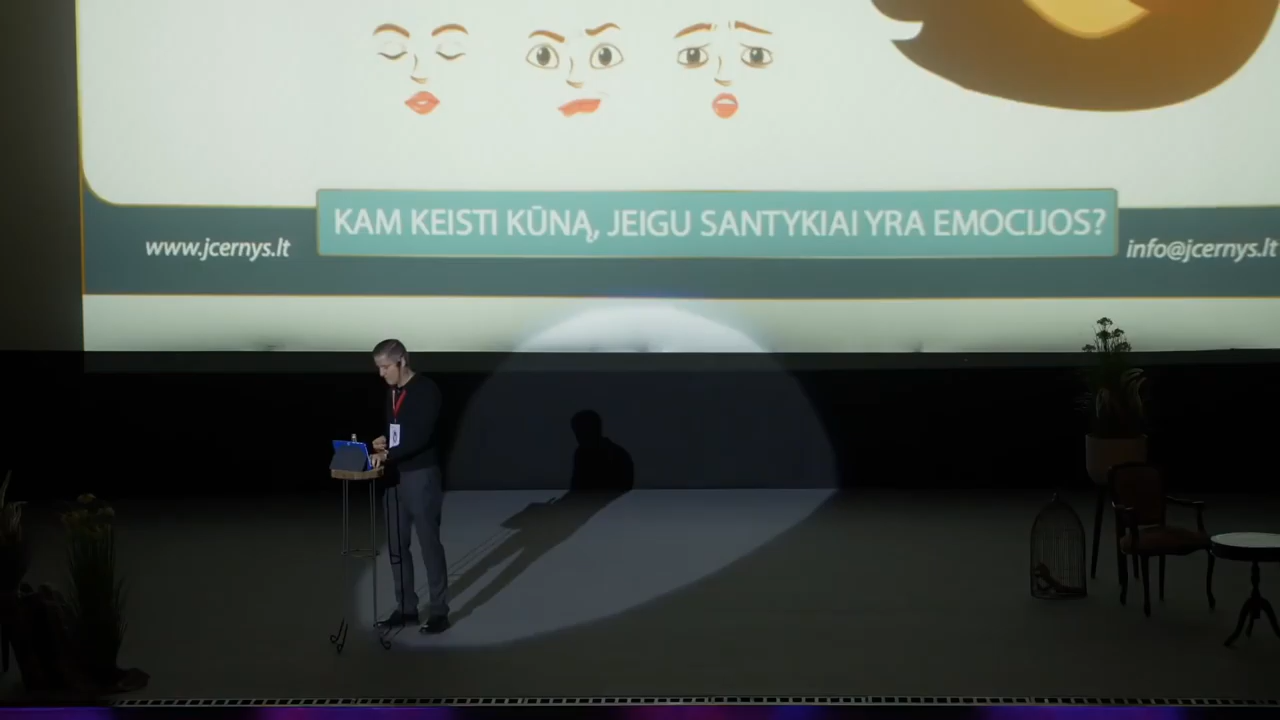 KAM KEISTI KŪNĄ, JEIGU SANTYKIAI YRA EMOCIJOS?
www.jcernys.lt
info@jcernys.lt